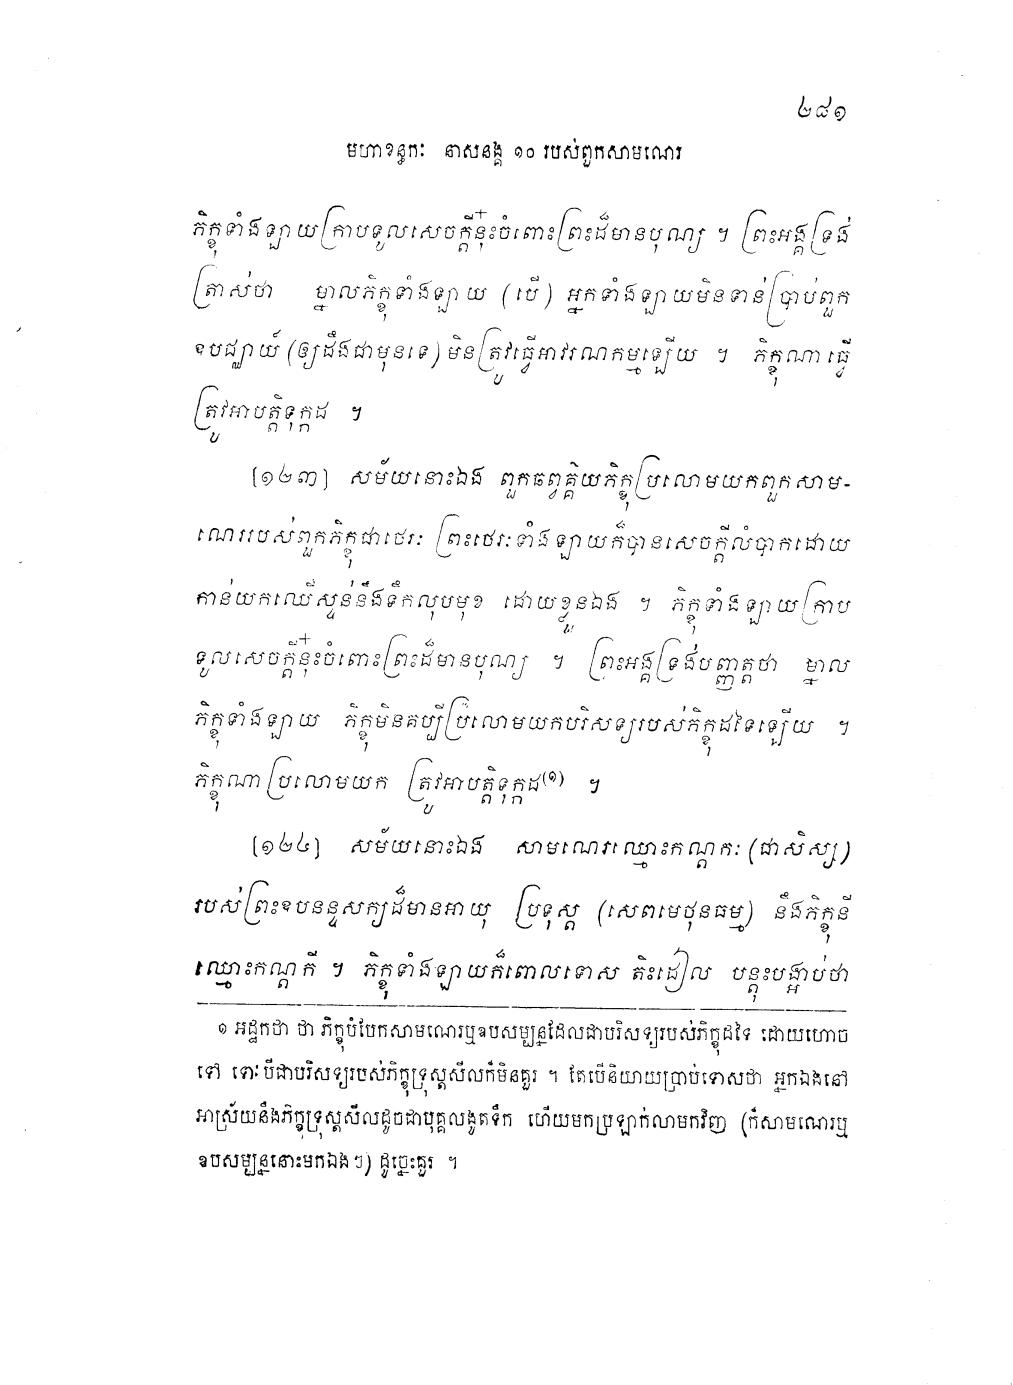 ២៨១
មហាខន្ធកៈ នាសនង្គ ១០ របស់ពួកសាមណេរ
ភិក្ខុទាំងឡាយក្រាបទូលសេចក្តីនុ៎ះចំពោះព្រះដ៏មានបុណ្យ ។ ព្រះអង្គទ្រង់
ត្រាស់ថា ម្នាលភិក្ខុទាំងឡាយ (បើ) អ្នកទាំងឡាយមិនទាន់ប្រាប់ពួក
ឧបជ្ឈាយ៍ (ឲ្យដឹងជាមុនទេ) មិនត្រូវធ្វើអាវរណកម្មឡើយ ។ ភិក្ខុណាធ្វើ
ត្រូវអាបត្តិទុក្កដ ។
[១២៣] សម័យនោះឯង ពួកឆព្វគ្គិយភិក្ខុប្រលោមយកពួកសាម-
ណេររបស់ពួកភិក្ខុជាថេរៈ ព្រះថេរៈទាំងឡាយក៏បានសេចក្តីលំបាកដោយ
កាន់យកឈើស្ទន់នឹងទឹកលុបមុខ ដោយខ្លួនឯង ។ ភិក្ខុទាំងឡាយក្រាប
ទូលសេចក្តីនុ៎ះចំពោះព្រះដ៏មានបុណ្យ ។ ព្រះអង្គទ្រង់បញ្ញត្តថា ម្នាល
ភិក្ខុទាំងឡាយ ភិក្ខុមិនគប្បីប្រលោមយកបរិសទ្យរបស់ភិក្ខុដទៃឡើយ ។
ភិក្ខុណាប្រលោមយក ត្រូវអាបត្តិទុក្កដ(១) ។
[១២៤] សម័យនោះឯង សាមណេរឈ្មោះកណ្តកៈ (ជាសិស្ស)
របស់ព្រះឧបនន្ទសក្យដ៏មានអាយុ ប្រទុស្ត (សេពមេថុនធម្ម) នឹងភិក្ខុនី
ឈ្មោះកណ្តកី ។ ភិក្ខុទាំងឡាយក៏ពោលទោស តិះដៀល បន្តុះបង្អាប់ថា
១ អដ្ឋកថា ថា ភិក្ខុបំបែកសាមណេរឬឧបសម្បន្នដែលជាបរិសទ្យរបស់ភិក្ខុដទៃ ដោយហោច
ទៅ ទោះបីជាបរិសទ្យរបស់ភិក្ខុទ្រុស្តសីលក៏មិនគួរ ។ តែបើនិយាយប្រាប់ទោសថា អ្នកឯងនៅ
អាស្រ័យនឹងភិក្ខុទ្រុស្តសីលដូចជាបុគ្គលងូតទឹក ហើយមកប្រឡាក់លាមកវិញ (ក៏សាមណេរឬ
ឧបសម្បន្ននោះមកឯងៗ) ដូច្នេះគួរ ។